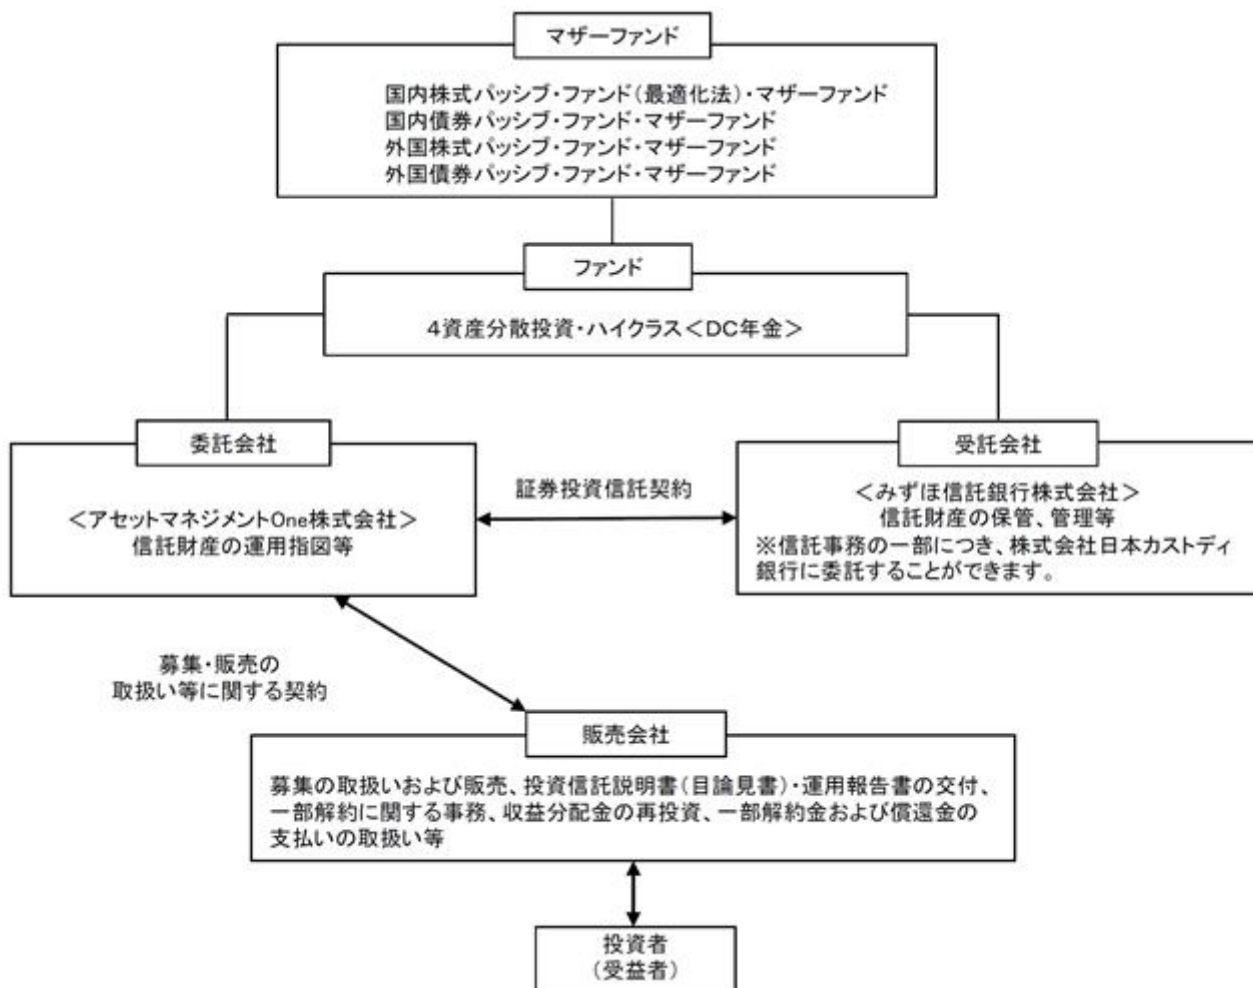 マザーファンド
国内株式パッシブ・ファンド(最適化法)・マザーファンド
国内債券パッシブ・ファンド・マザーファンド
外国株式パッシブ・ファンド・マザーファンド
外国債券パッシブ・ファンド・マザーファンド
ファンド
4資産分散投資・ハイクラス<DC年金>
委託会社
<アセットマネジメントOne株式会社>
信託財産の運用指図等
証券投資信託契約
受託会社
<みずほ信託銀行株式会社>
信託財産の保管、管理等
※信託事務の一部につき、株式会社日本カストディ
銀行に委託することができます。
募集・販売の
取扱い等に関する契約
販売会社
募集の取扱いおよび販売、投資信託説明書(目論見書)・運用報告書の交付、
一部解約に関する事務、収益分配金の再投資、一部解約金および償還金の
支払いの取扱い等
投資者
(受益者)